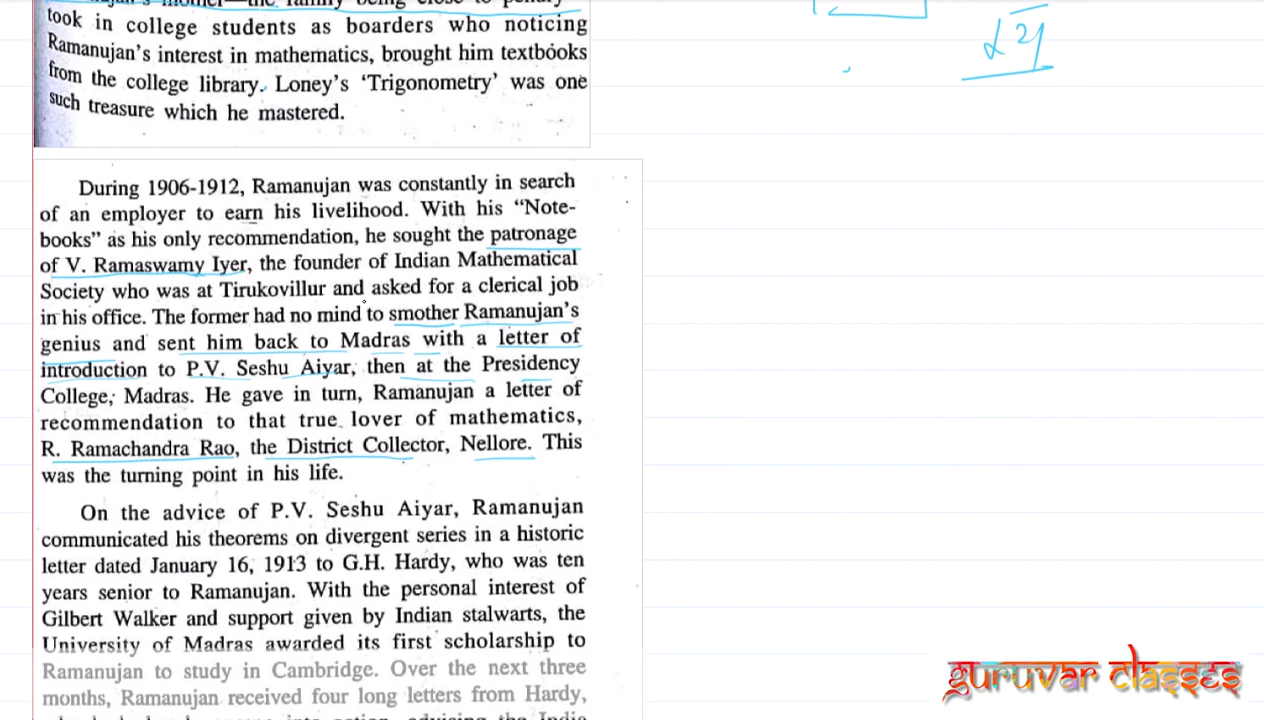 took in college students as boarders who noticing
Ramanujan's interest in mathematics, brought him textbooks
from the college library. Loney's 'Trigonometry' was one
such treasure which he mastered.
During 1906-1912, Ramanujan was constantly in search
of an employer to earn his livelihood. With his "Note-
books" as his only recommendation, he sought the patronage
of V. Ramaswamy Iyer, the founder of Indian Mathematical
Society who was at Tirukovillur and asked for a clerical job
in his office. The former had no mind to smother Ramanujan's
genius and sent him back to Madras with a letter of
introduction to P.V. Seshu Aiyar, then at the Presidency
College, Madras. He gave in turn, Ramanujan a letter of
recommendation to that true lover of mathematics,
R. Ramachandra Rao, the District Collector, Nellore. This
was the turning point in his life.
On the advice of P.V. Seshu Aiyar, Ramanujan
communicated his theorems on divergent series in a historic
letter dated January 16, 1913 to G.H. Hardy, who was ten
years senior to Ramanujan. With the personal interest of
Gilbert Walker and support given by Indian stalwarts, the
University of Madras awarded its first scholarship to
Ramanujan to study in Cambridge. Over the next three
months, Ramanujan received four long letters from Hardy,
guruvar classes